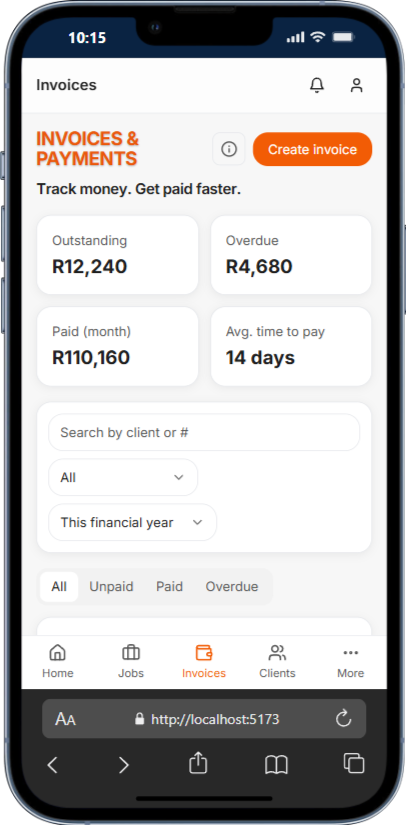 10:15
Invoices
INVOICES &
PAYMENTS
Create invoice
Track money. Get paid faster.
Outstanding
R12,240
Overdue
R4,680
Paid (month)
R110,160
Avg. time to pay
14 days
Search by client or #
All
This financial year
All Unpaid Paid Overdue
Home Jobs Invoices Clients More
AA http://localhost:5173